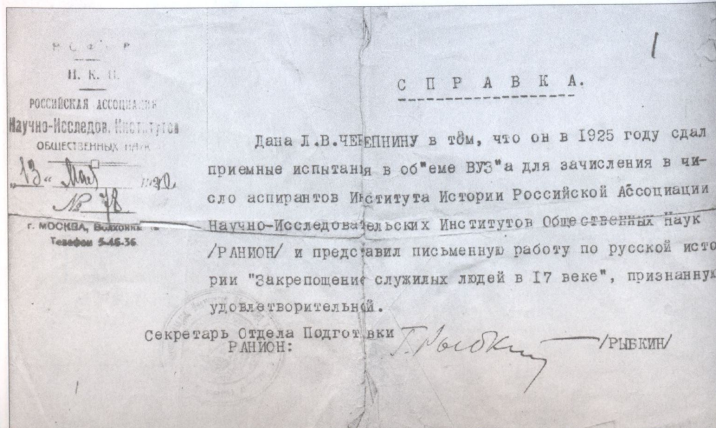 Р С Ф С Р
Н. К. П.
РОССИЙСКАЯ АССОЦИАЦИЯ
Научно-Исследов. Институтов
ОБЩЕСТВЕННЫХ НАУК
„13“ Мая
№ 78
г. МОСКВА, Волхонка
Телефон 5-46-36
1
СПРАВКА.
Дана Л.В.ЧЕРЕПНИНУ в том, что он в 1925 году сдал
приемные испытания в об"еме ВУЗ"а для зачисления в чи-
сло аспирантов Института Истории Российской Ассоциации
Научно-Исследовательских Институтов Общественных Наук
/РАНИОН/ и представил письменную работу по русской исто
рии "Закрепощение служилых людей в 17 веке", признанную
удовлетворительной.
Секретарь Отдела Подготовки
РАНИОН:
Г. Рыбкин /РЫБКИН/